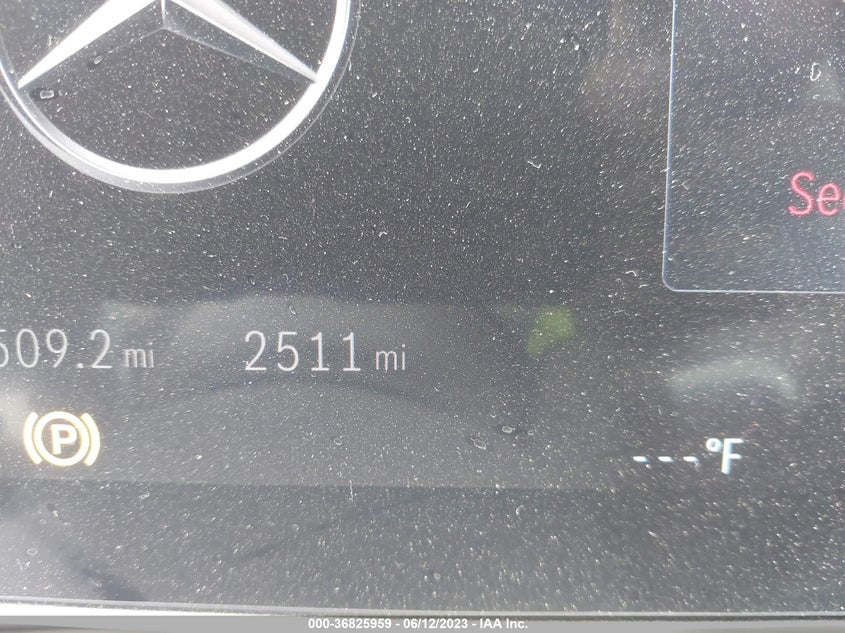 509.2 mi 2511 mi
P
---°F
000-36825959 - 06/12/2023 - IAA Inc.